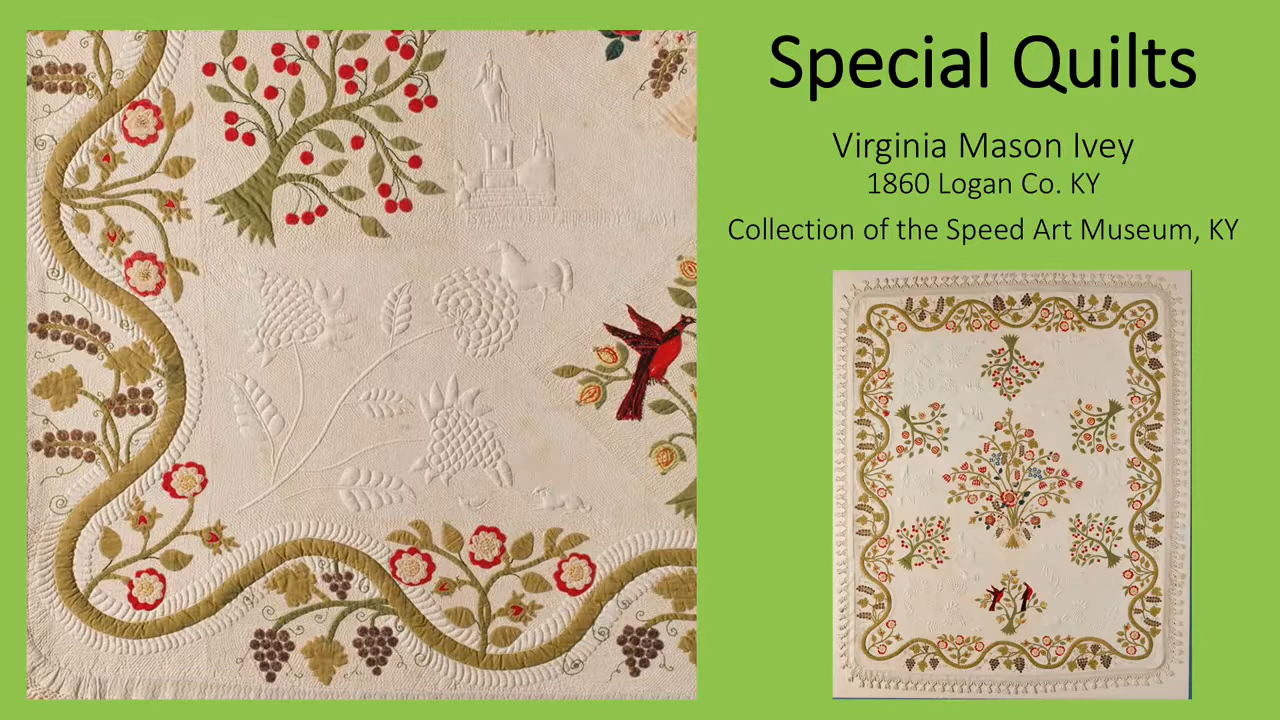 Special Quilts
Virginia Mason Ivey
1860 Logan Co. KY
Collection of the Speed Art Museum, KY